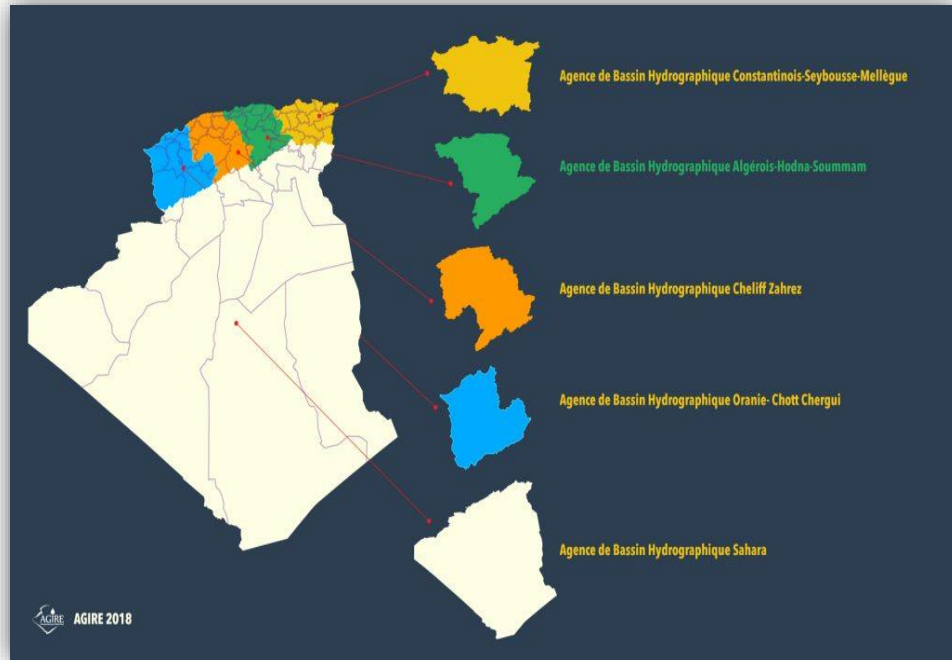 Agence de Bassin Hydrographique Constantinois-Seybousse-Mellègue
Agence de Bassin Hydrographique Algérois-Hodna-Soummam
Agence de Bassin Hydrographique Cheliff Zahrez
Agence de Bassin Hydrographique Oranie- Chott Chergui
Agence de Bassin Hydrographique Sahara
AGIRE AGIRE 2018